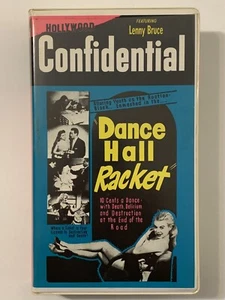 FEATURING
HOLLYWOOD
Lenny Bruce
Confidential
"Dance
Hall
Racket"
10 Cents a Dance-
with Death, Delirium
and Destruction
at the End of the
Road